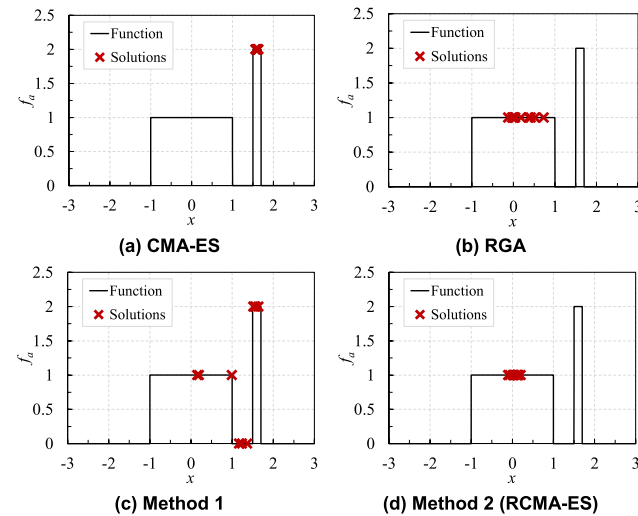 2.5
2
1.5
1
0.5
0
f_a
Function
Solutions
-3 -2 -1 0 1 2 3
x
(a) CMA-ES
2.5
2
1.5
1
0.5
0
f_a
Function
Solutions
-3 -2 -1 0 1 2 3
x
(b) RGA
2.5
2
1.5
1
0.5
0
f_a
Function
Solutions
-3 -2 -1 0 1 2 3
x
(c) Method 1
2.5
2
1.5
1
0.5
0
f_a
Function
Solutions
-3 -2 -1 0 1 2 3
x
(d) Method 2 (RCMA-ES)